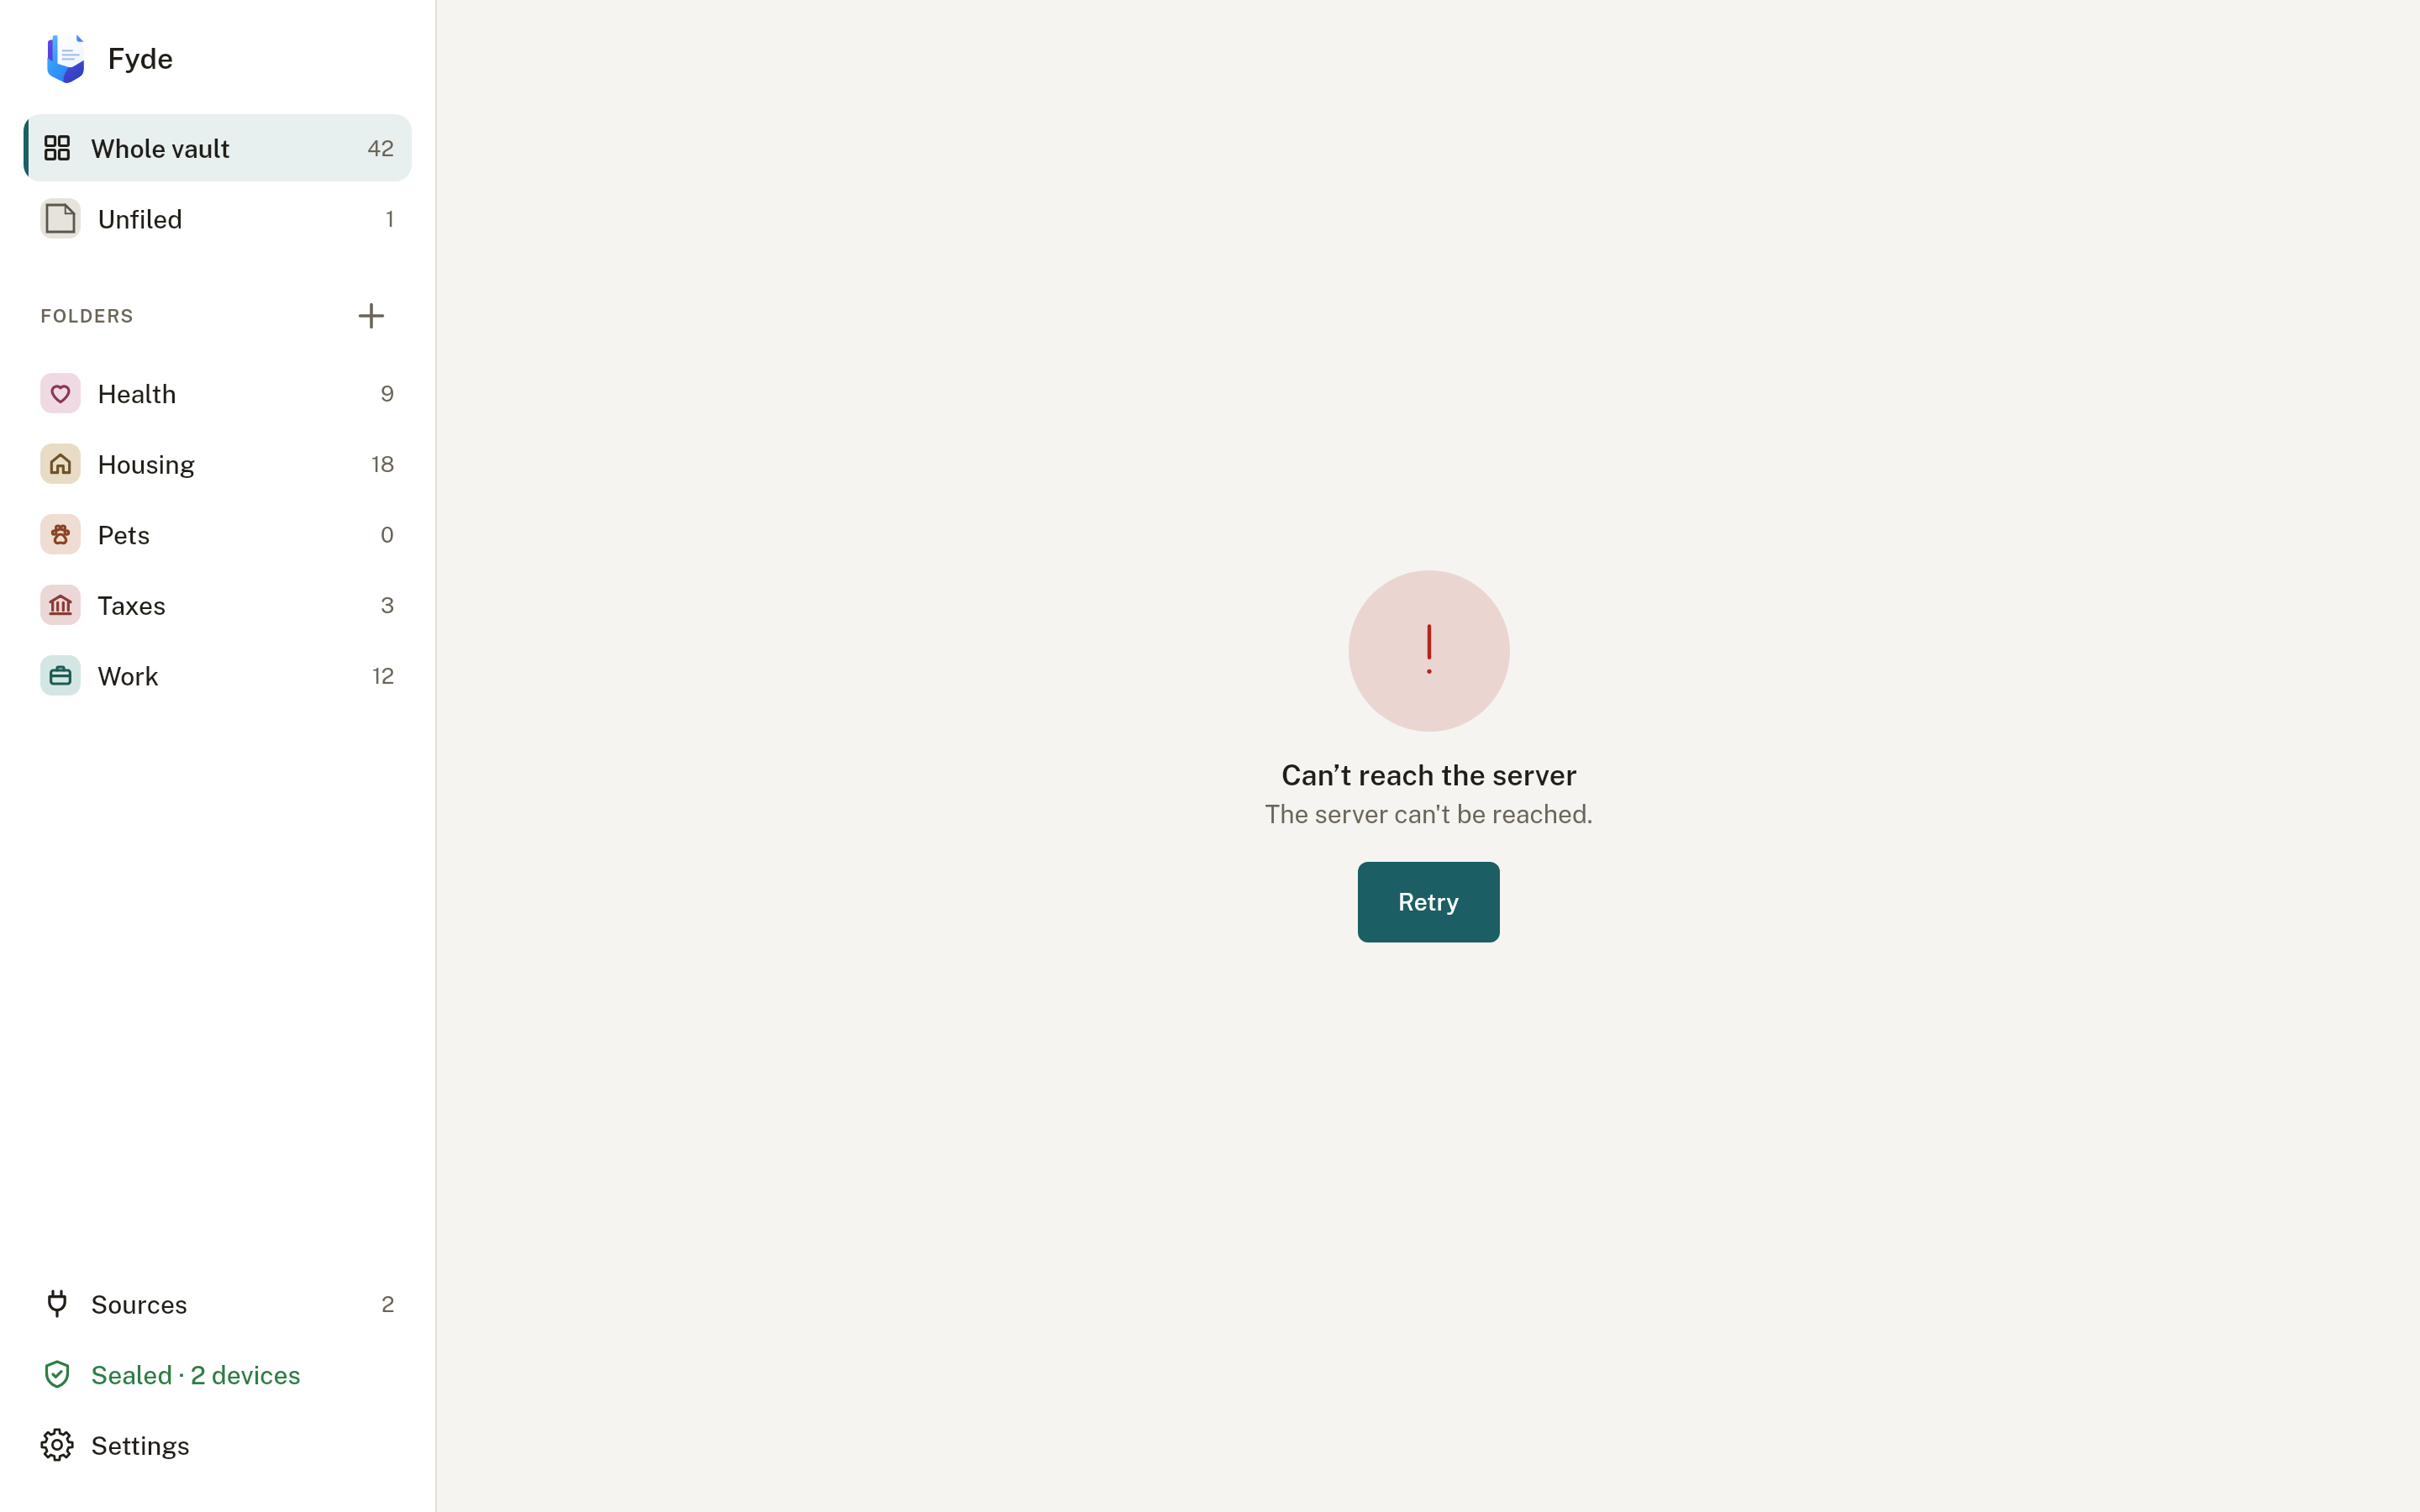 Fyde
Whole vault 42
Unfiled 1
FOLDERS
Health 9
Housing 18
Pets 0
Taxes 3
Work 12
Can’t reach the server
The server can't be reached.
Retry
Sources 2
Sealed · 2 devices
Settings